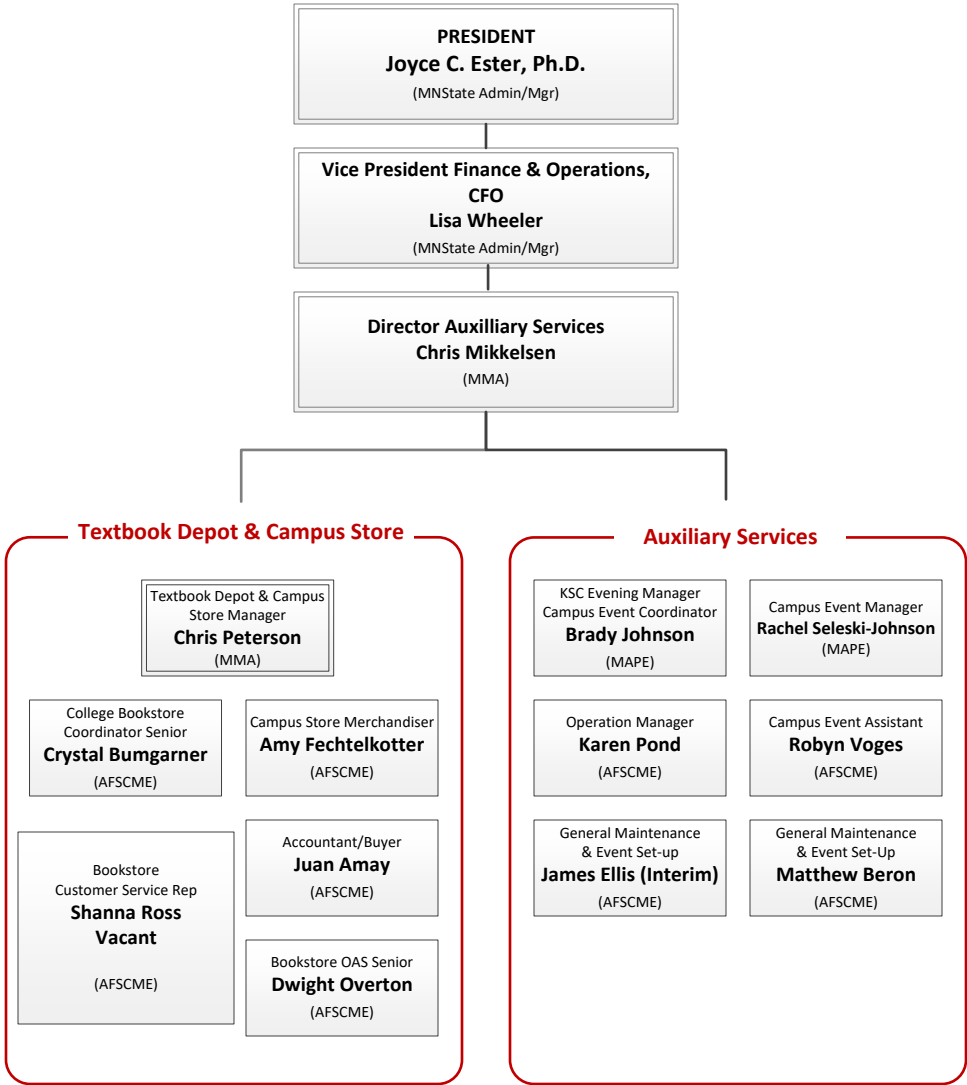 PRESIDENT
Joyce C. Ester, Ph.D.
(MNState Admin/Mgr)
Vice President Finance & Operations,
CFO
Lisa Wheeler
(MNState Admin/Mgr)
Director Auxilliary Services
Chris Mikkelsen
(MMA)
Textbook Depot & Campus Store
Textbook Depot & Campus
Store Manager
Chris Peterson
(MMA)
College Bookstore
Coordinator Senior
Crystal Bumgarner
(AFSCME)
Campus Store Merchandiser
Amy Fechtelkotter
(AFSCME)
Bookstore
Customer Service Rep
Shanna Ross
Vacant
(AFSCME)
Accountant/Buyer
Juan Amay
(AFSCME)
Bookstore OAS Senior
Dwight Overton
(AFSCME)
Auxiliary Services
KSC Evening Manager
Campus Event Coordinator
Brady Johnson
(MAPE)
Campus Event Manager
Rachel Seleski-Johnson
(MAPE)
Operation Manager
Karen Pond
(AFSCME)
Campus Event Assistant
Robyn Voges
(AFSCME)
General Maintenance
& Event Set-up
James Ellis (Interim)
(AFSCME)
General Maintenance
& Event Set-Up
Matthew Beron
(AFSCME)